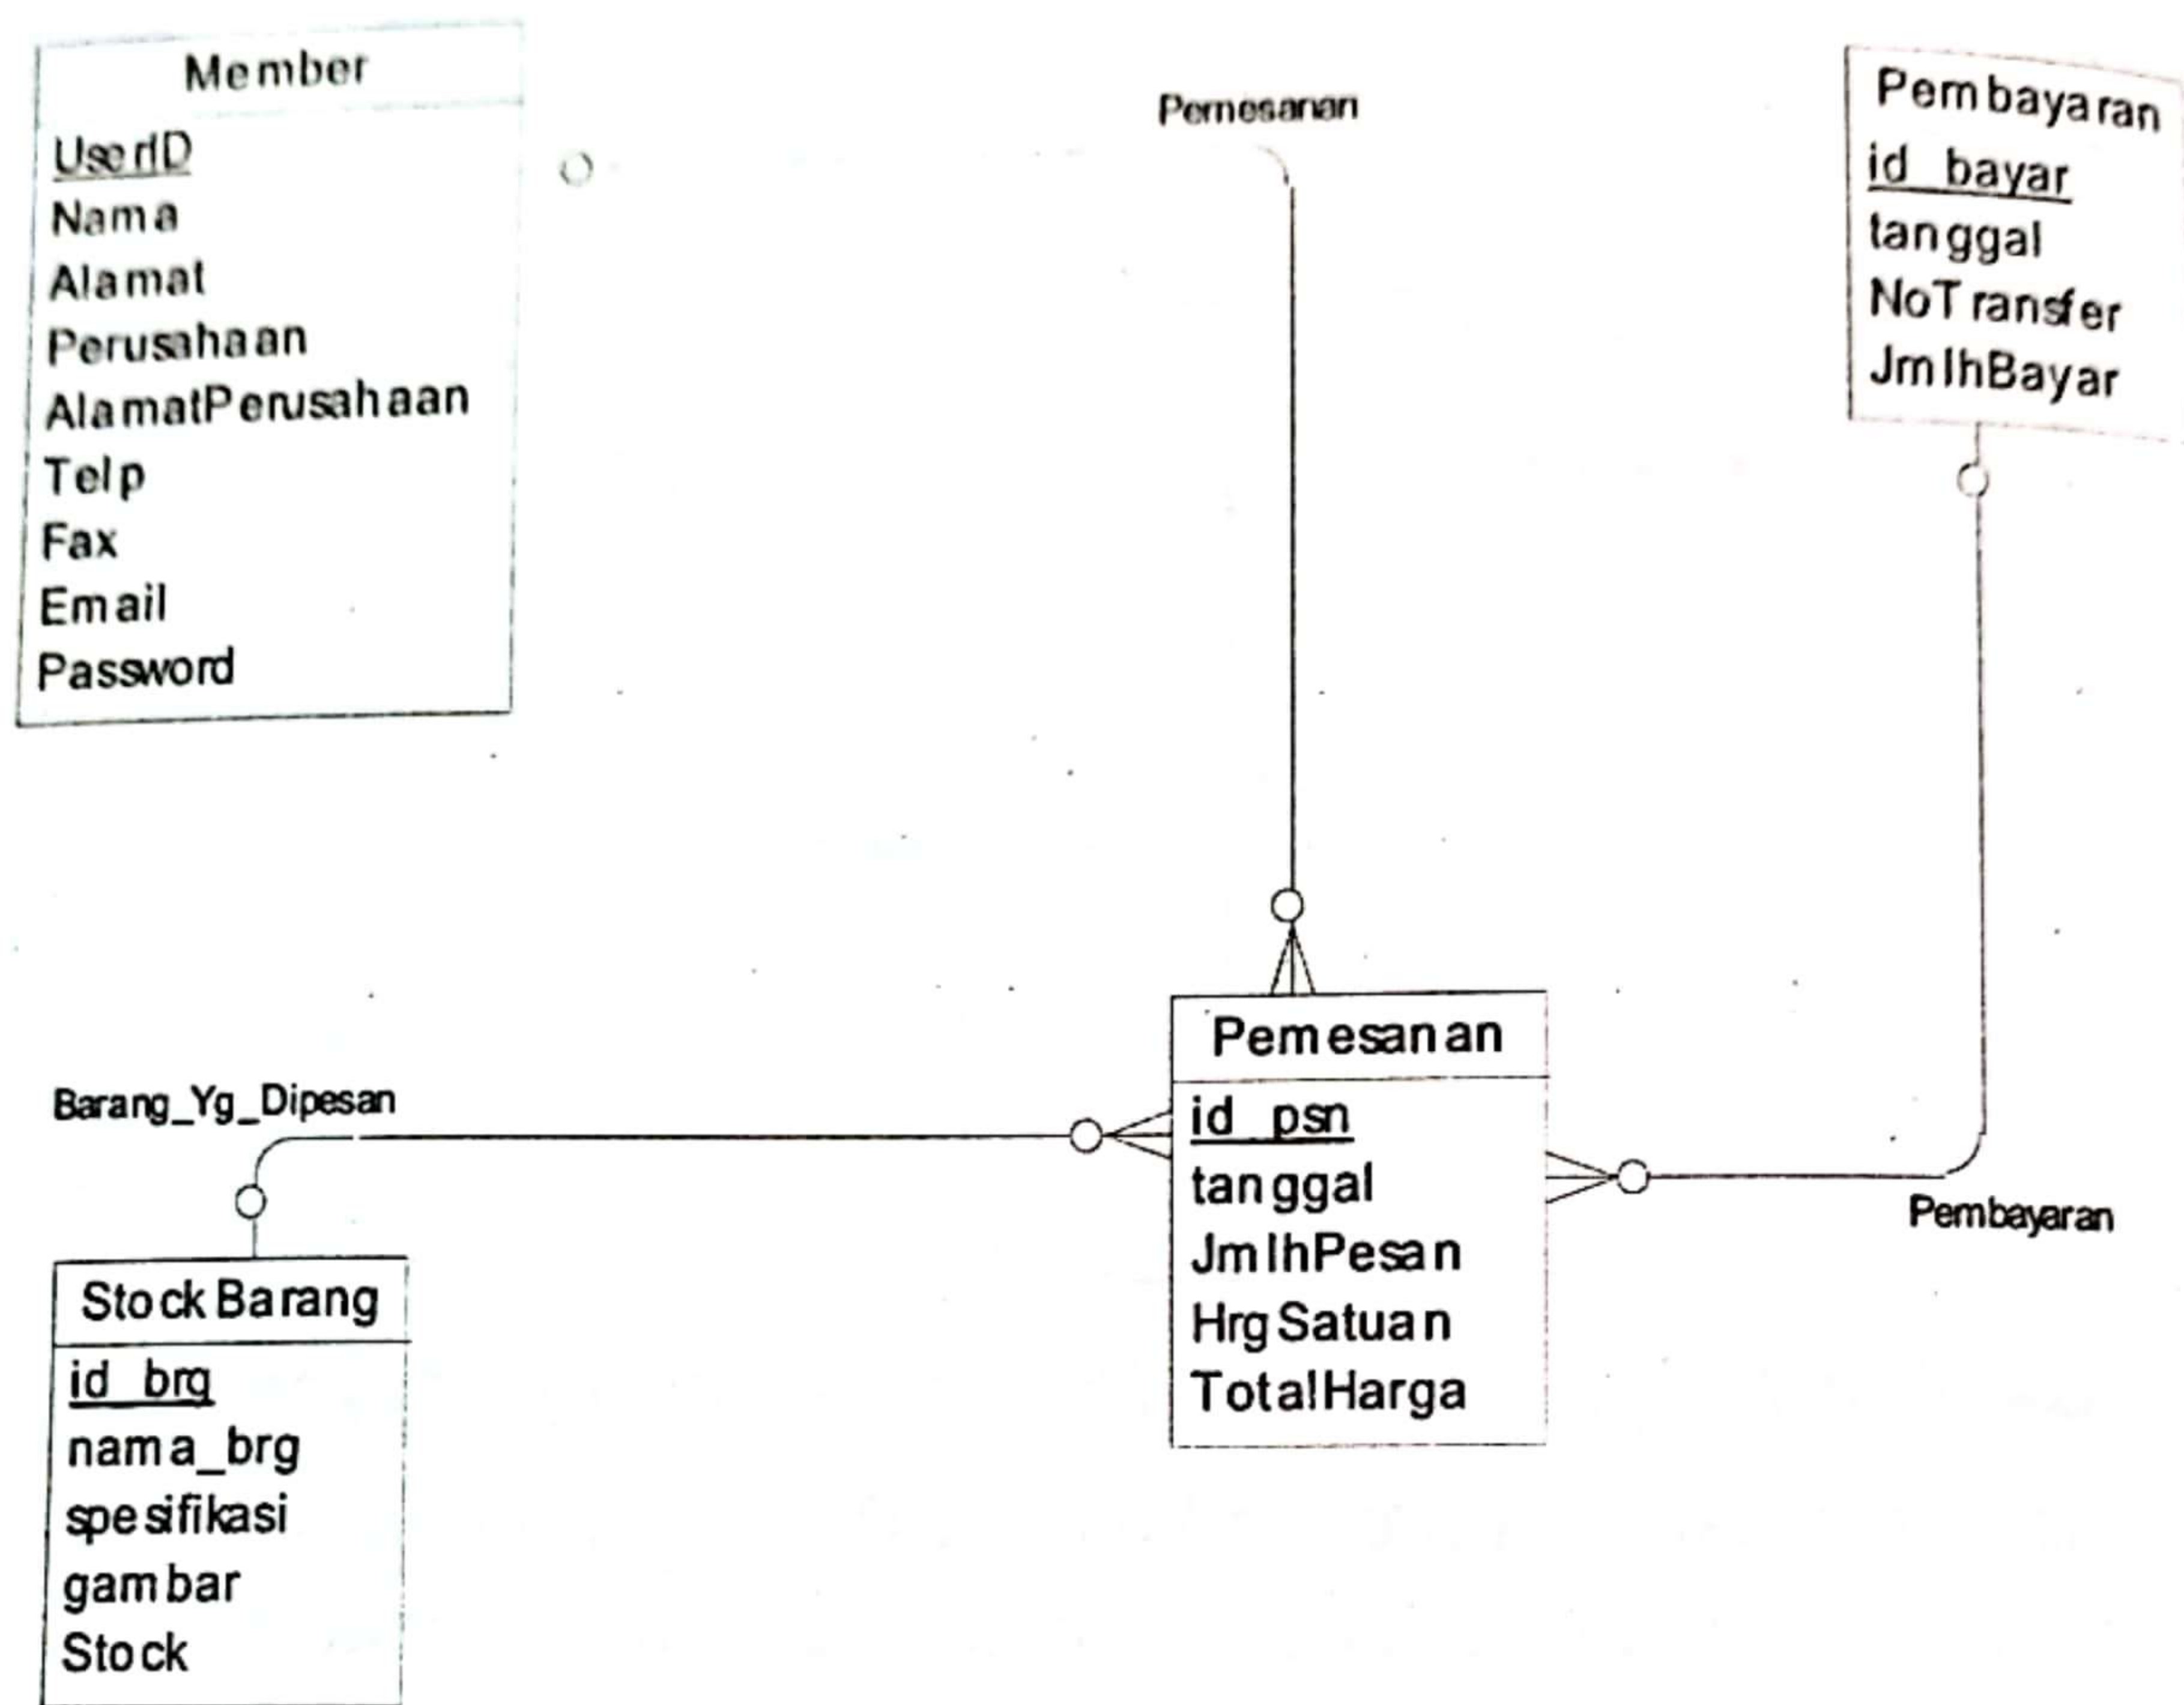 Member
UserID
Nama
Alamat
Perusahaan
AlamatPerusahaan
Telp
Fax
Email
Password
Pemesanan
Pembayaran
id_bayar
tanggal
NoTransfer
JmlhBayar
Barang_Yg_Dipesan
StockBarang
id_brg
nama_brg
spesifikasi
gambar
Stock
Pemesanan
id_psn
tanggal
JmlhPesan
HrgSatuan
TotalHarga
Pembayaran